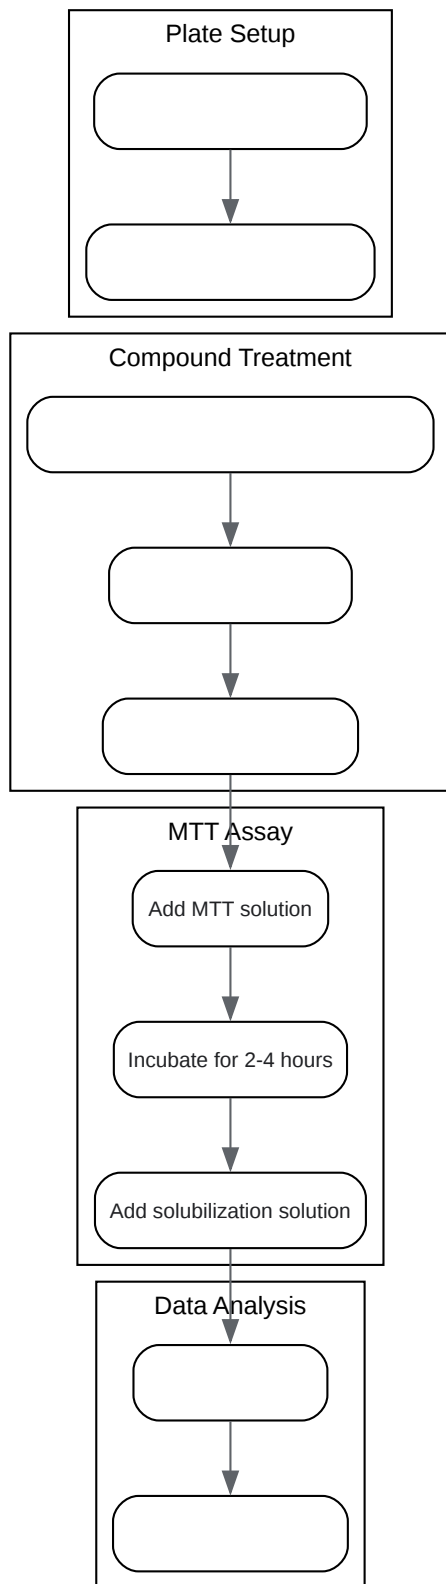 Plate Setup
Compound Treatment
MTT Assay
Add MTT solution
Incubate for 2-4 hours
Add solubilization solution
Data Analysis